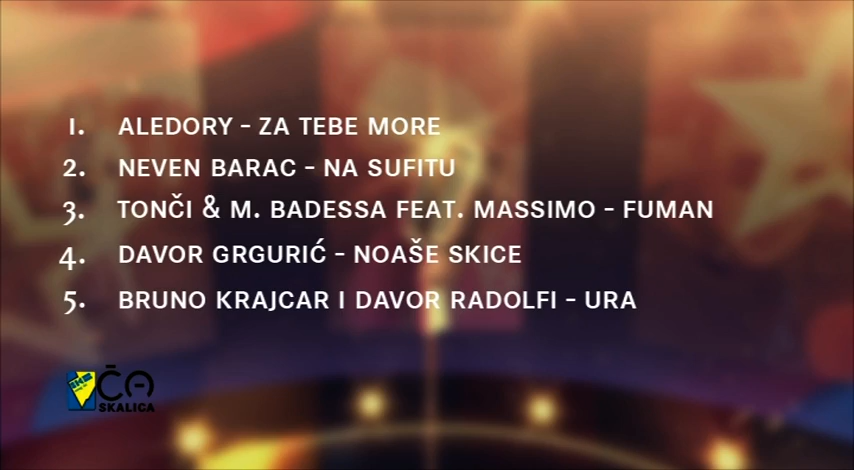 1. ALEDORY - ZA TEBE MORE
2. NEVEN BARAC - NA SUFITU
3. TONČI & M. BADESSA FEAT. MASSIMO - FUMAN
4. DAVOR GRGURIĆ - NOAŠE SKICE
5. BRUNO KRAJCAR I DAVOR RADOLFI - URA
ČA
SKALICA